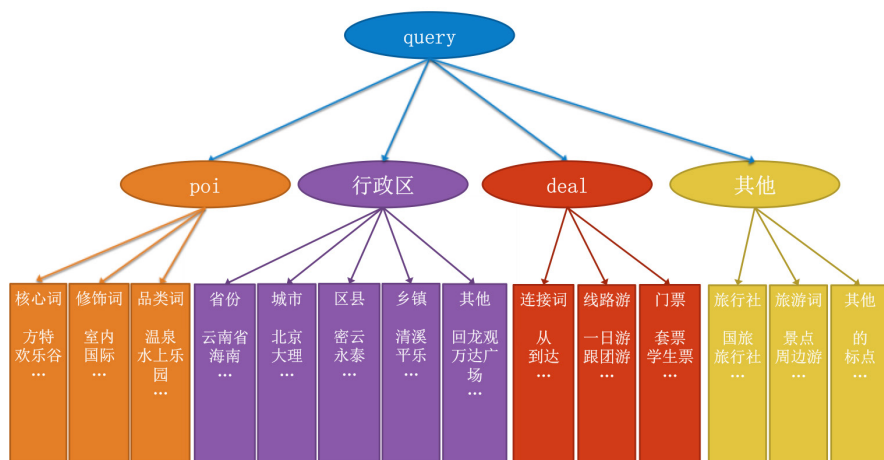 query
poi
行政区
deal
其他
核心词
方特
欢乐谷
…
修饰词
室内
国际
…
品类词
温泉
水上乐
园
…
省份
云南省
海南
…
城市
北京
大理
…
区县
密云
永泰
…
乡镇
清溪
平乐
…
其他
回龙观
万达广
场
…
连接词
从
到达
…
线路游
一日游
跟团游
…
门票
套票
学生票
…
旅行社
国旅
旅行社
…
旅游词
景点
周边游
…
其他
的
标点
…